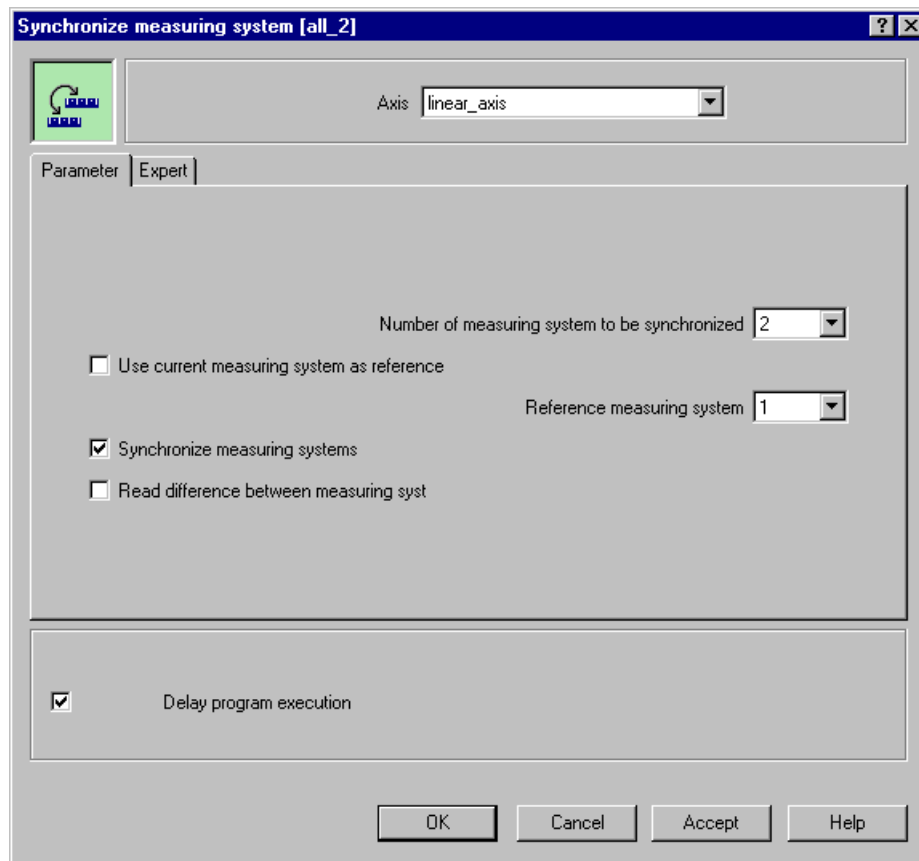 Synchronize measuring system [all_2]
Axis linear_axis
Parameter Expert
Number of measuring system to be synchronized 2
Use current measuring system as reference
Reference measuring system 1
Synchronize measuring systems
Read difference between measuring syst
Delay program execution
OK Cancel Accept Help